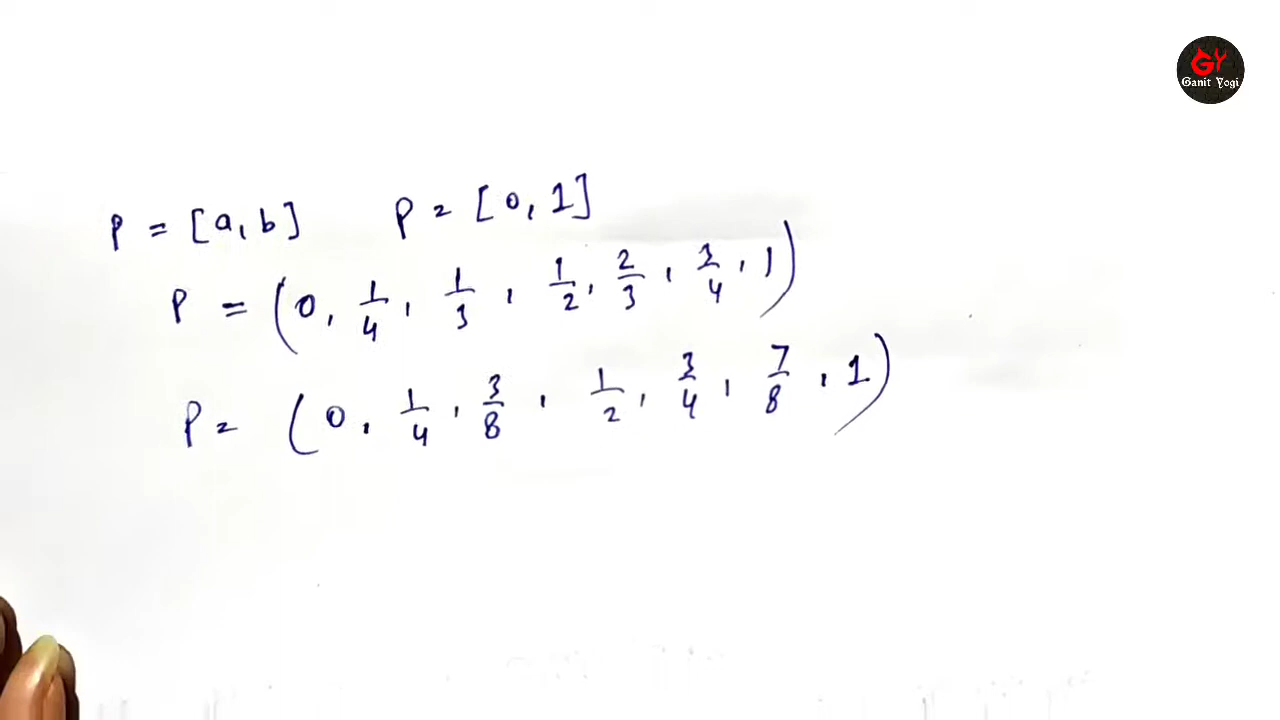 GY
Ganit Yogi
P = [a, b]    P = [0, 1]
P = (0, 1/4, 1/3, 1/2, 2/3, 3/4, 1)
P = (0, 1/4, 3/8, 1/2, 3/4, 7/8, 1)